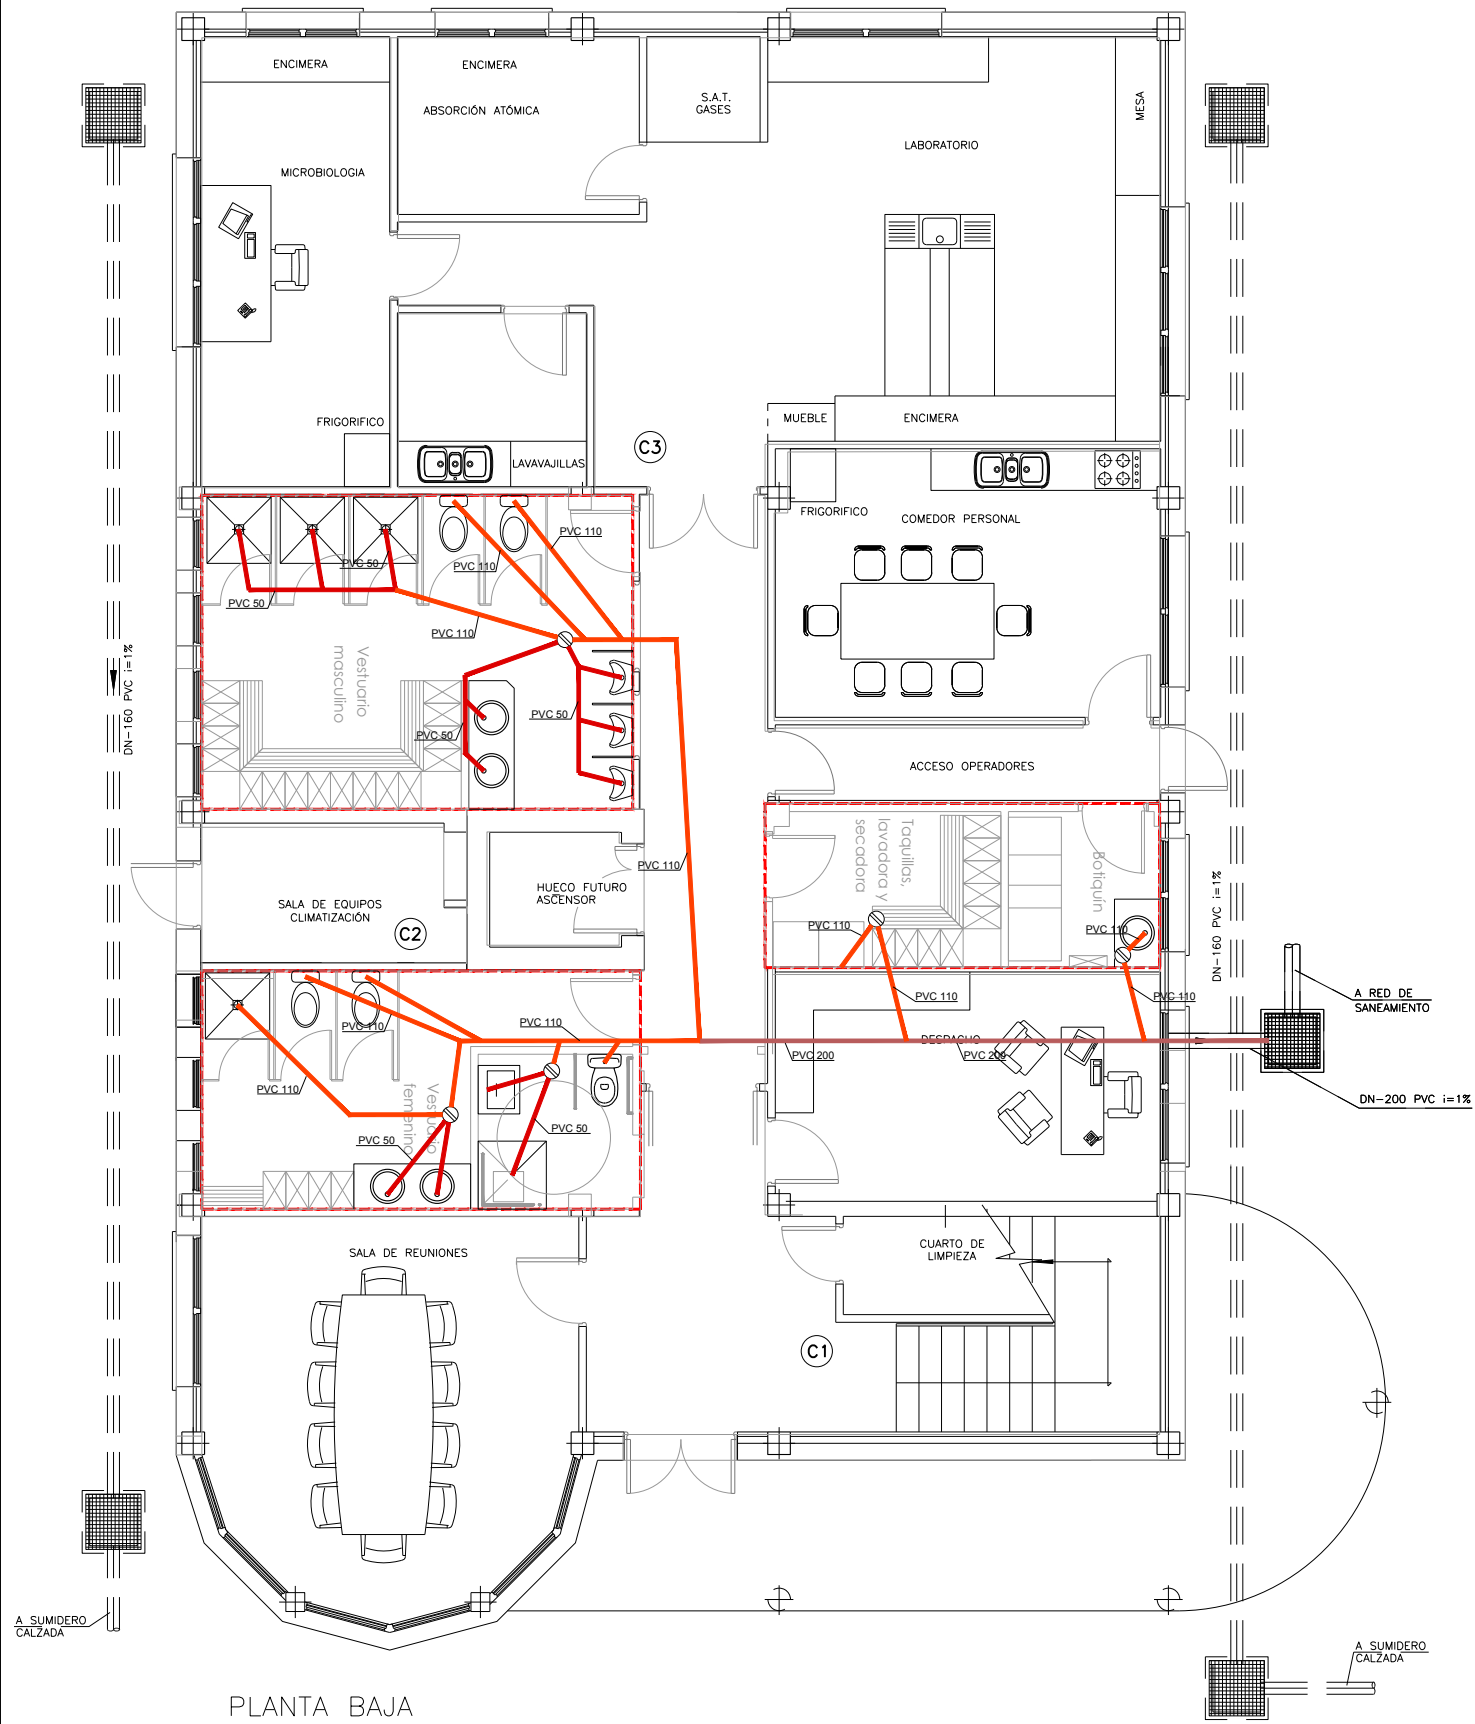 ENCIMERA
ENCIMERA
ABSORCIÓN ATÓMICA
S.A.T.
GASES
MESA
LABORATORIO
MICROBIOLOGIA
FRIGORIFICO
LAVAVAJILLAS
C3
MUEBLE
ENCIMERA
FRIGORIFICO
COMEDOR PERSONAL
PVC 110
PVC 110
PVC 50
PVC 50
PVC 110
Vestuario
masculino
PVC 50
PVC 50
DN-160 PVC i=1%
ACCESO OPERADORES
PVC 110
HUECO FUTURO
ASCENSOR
SALA DE EQUIPOS
CLIMATIZACIÓN
C2
Taquillas,
lavadora y
secadora
Botiquín
PVC 110
PVC 110
DN-160 PVC i=1%
PVC 110
PVC 110
A RED DE
SANEAMIENTO
PVC 110
PVC 110
DESPACHO
PVC 200
PVC 200
PVC 110
DN-200 PVC i=1%
Vestuario
femenino
PVC 50
PVC 50
SALA DE REUNIONES
CUARTO DE
LIMPIEZA
C1
A SUMIDERO
CALZADA
A SUMIDERO
CALZADA
PLANTA BAJA